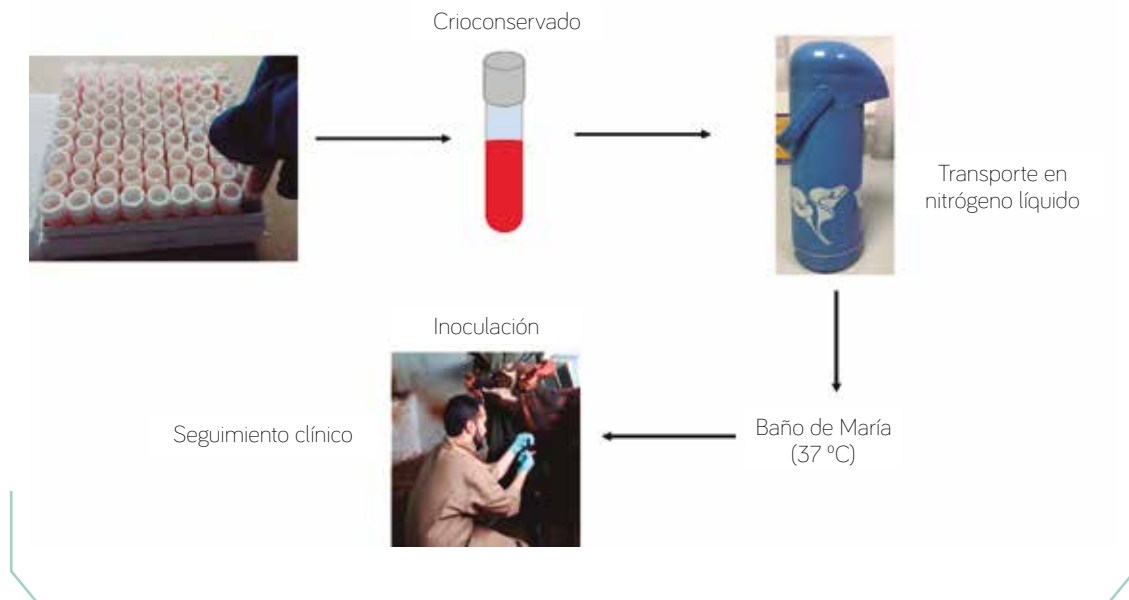 Crioconservado
Transporte en
nitrógeno líquido
Inoculación
Seguimiento clínico
Baño de María
(37 ºC)